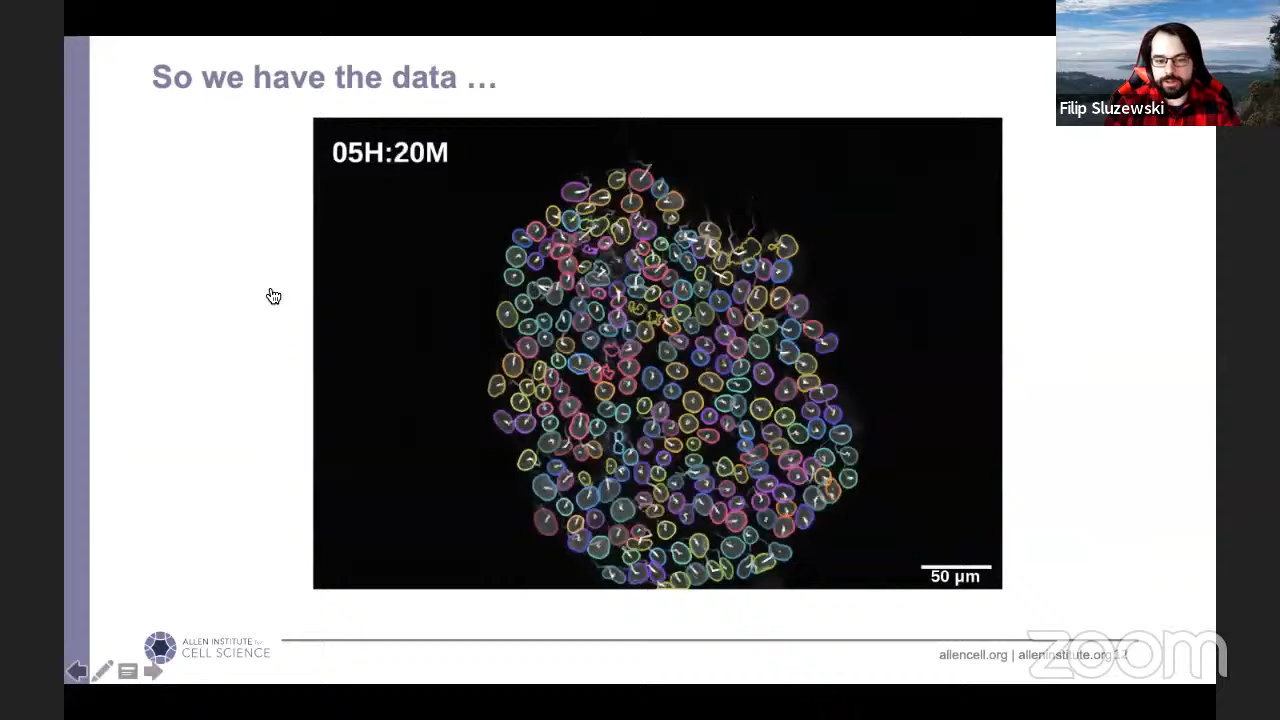 So we have the data …
Filip Sluzewski
05H:20M
50 µm
ALLEN INSTITUTE for
CELL SCIENCE
allencell.org | alleninstitute.org 12
zoom